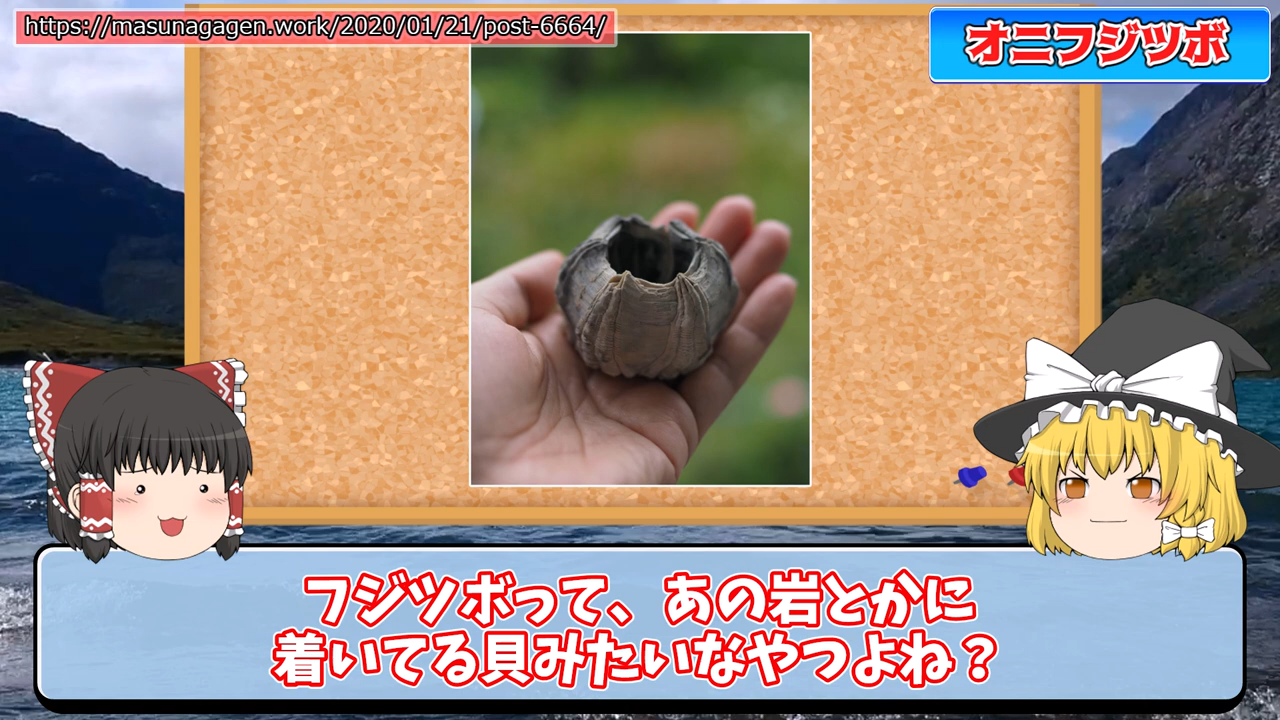 https://masunagagen.work/2020/01/21/post-6664/
オニフジツボ
フジツボって、あの岩とかに
着いてる貝みたいなやつよね？